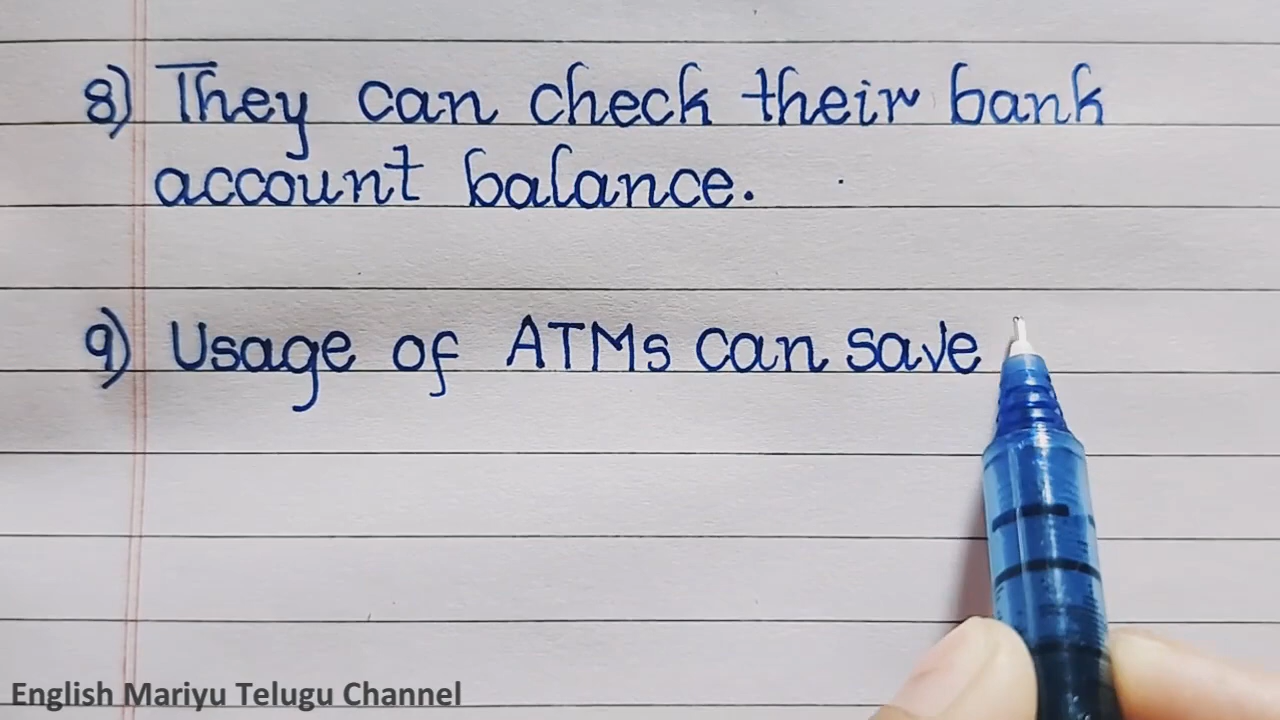 8) They can check their bank
account balance.
9) Usage of ATMs can save
English Mariyu Telugu Channel